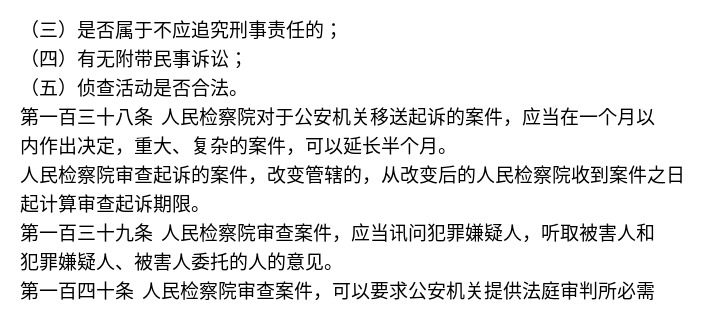 （三）是否属于不应追究刑事责任的；
（四）有无附带民事诉讼；
（五）侦查活动是否合法。
第一百三十八条 人民检察院对于公安机关移送起诉的案件，应当在一个月以
内作出决定，重大、复杂的案件，可以延长半个月。
人民检察院审查起诉的案件，改变管辖的，从改变后的人民检察院收到案件之日
起计算审查起诉期限。
第一百三十九条 人民检察院审查案件，应当讯问犯罪嫌疑人，听取被害人和
犯罪嫌疑人、被害人委托的人的意见。
第一百四十条 人民检察院审查案件，可以要求公安机关提供法庭审判所必需